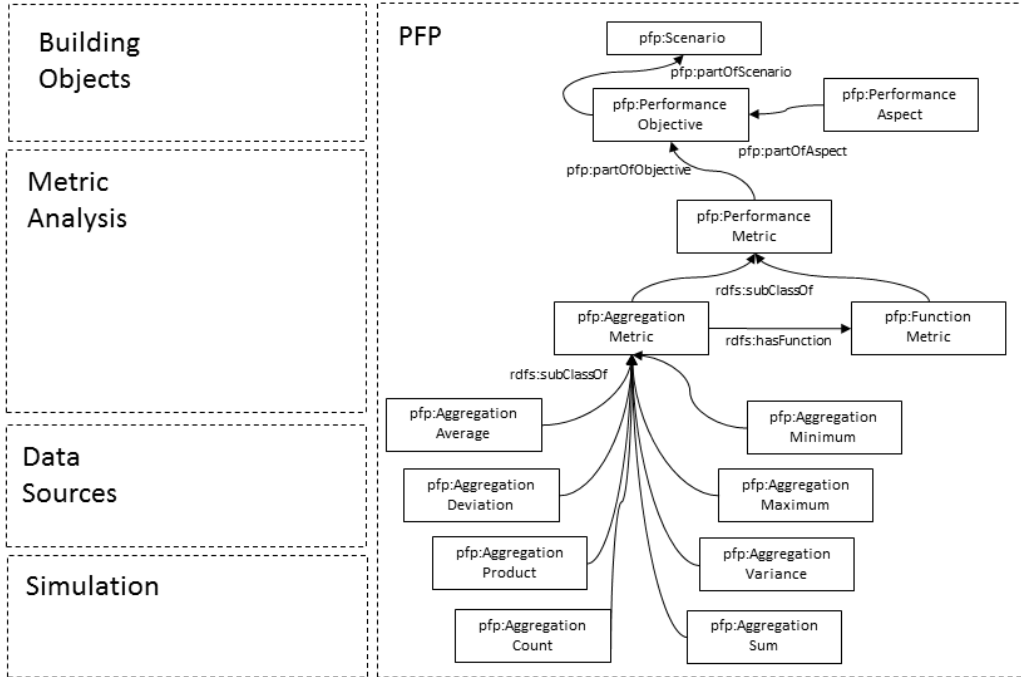 Building
Objects
Metric
Analysis
Data
Sources
Simulation
PFP
pfp:Scenario
pfp:partOfScenario
pfp:Performance
Objective
pfp:Performance
Aspect
pfp:partOfAspect
pfp:partOfObjective
pfp:Performance
Metric
rdfs:subClassOf
pfp:Aggregation
Metric
rdfs:hasFunction
pfp:Function
Metric
rdfs:subClassOf
pfp:Aggregation
Average
pfp:Aggregation
Minimum
pfp:Aggregation
Deviation
pfp:Aggregation
Maximum
pfp:Aggregation
Product
pfp:Aggregation
Variance
pfp:Aggregation
Count
pfp:Aggregation
Sum